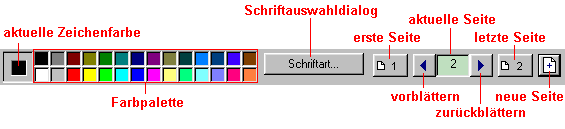 Schriftauswahldialog
aktuelle Seite
aktuelle Zeichenfarbe
erste Seite
letzte Seite
Schriftart...
1
2
2
Farbpalette
vorblättern
neue Seite
zurückblättern